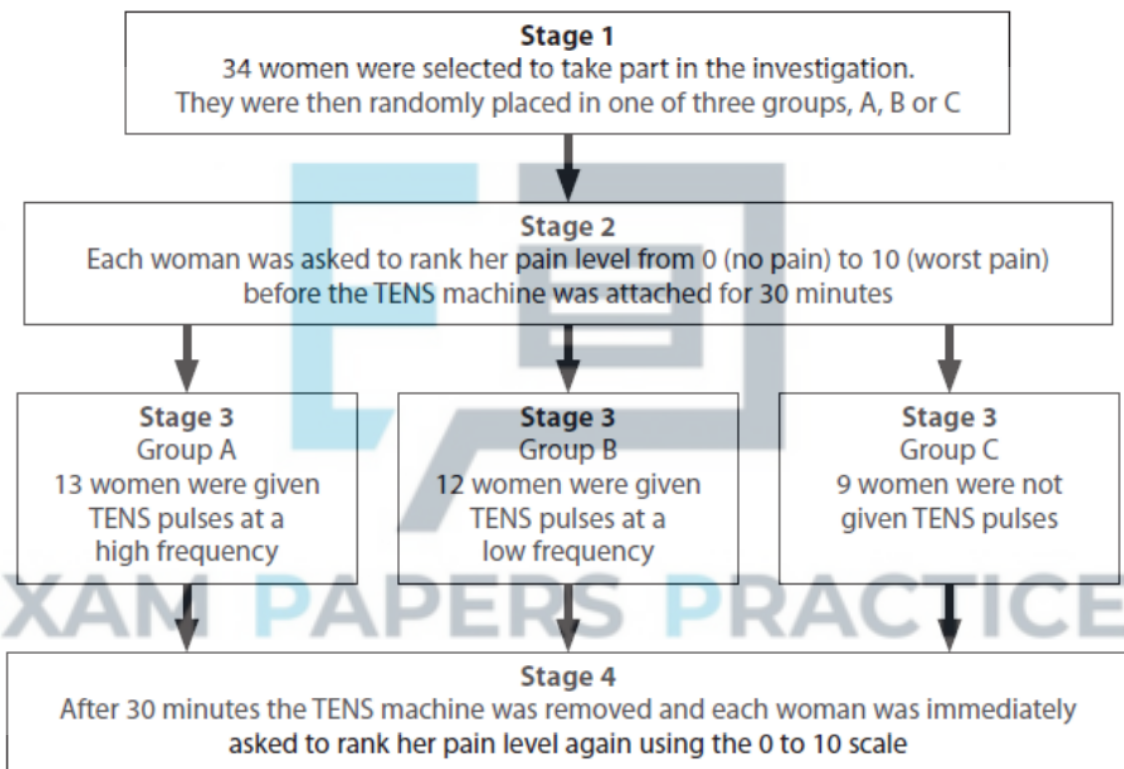 Stage 1
34 women were selected to take part in the investigation.
They were then randomly placed in one of three groups, A, B or C
Stage 2
Each woman was asked to rank her pain level from 0 (no pain) to 10 (worst pain)
before the TENS machine was attached for 30 minutes
Stage 3
Group A
13 women were given
TENS pulses at a
high frequency
Stage 3
Group B
12 women were given
TENS pulses at a
low frequency
Stage 3
Group C
9 women were not
given TENS pulses
XAM PAPERS PRACTICE
Stage 4
After 30 minutes the TENS machine was removed and each woman was immediately
asked to rank her pain level again using the 0 to 10 scale